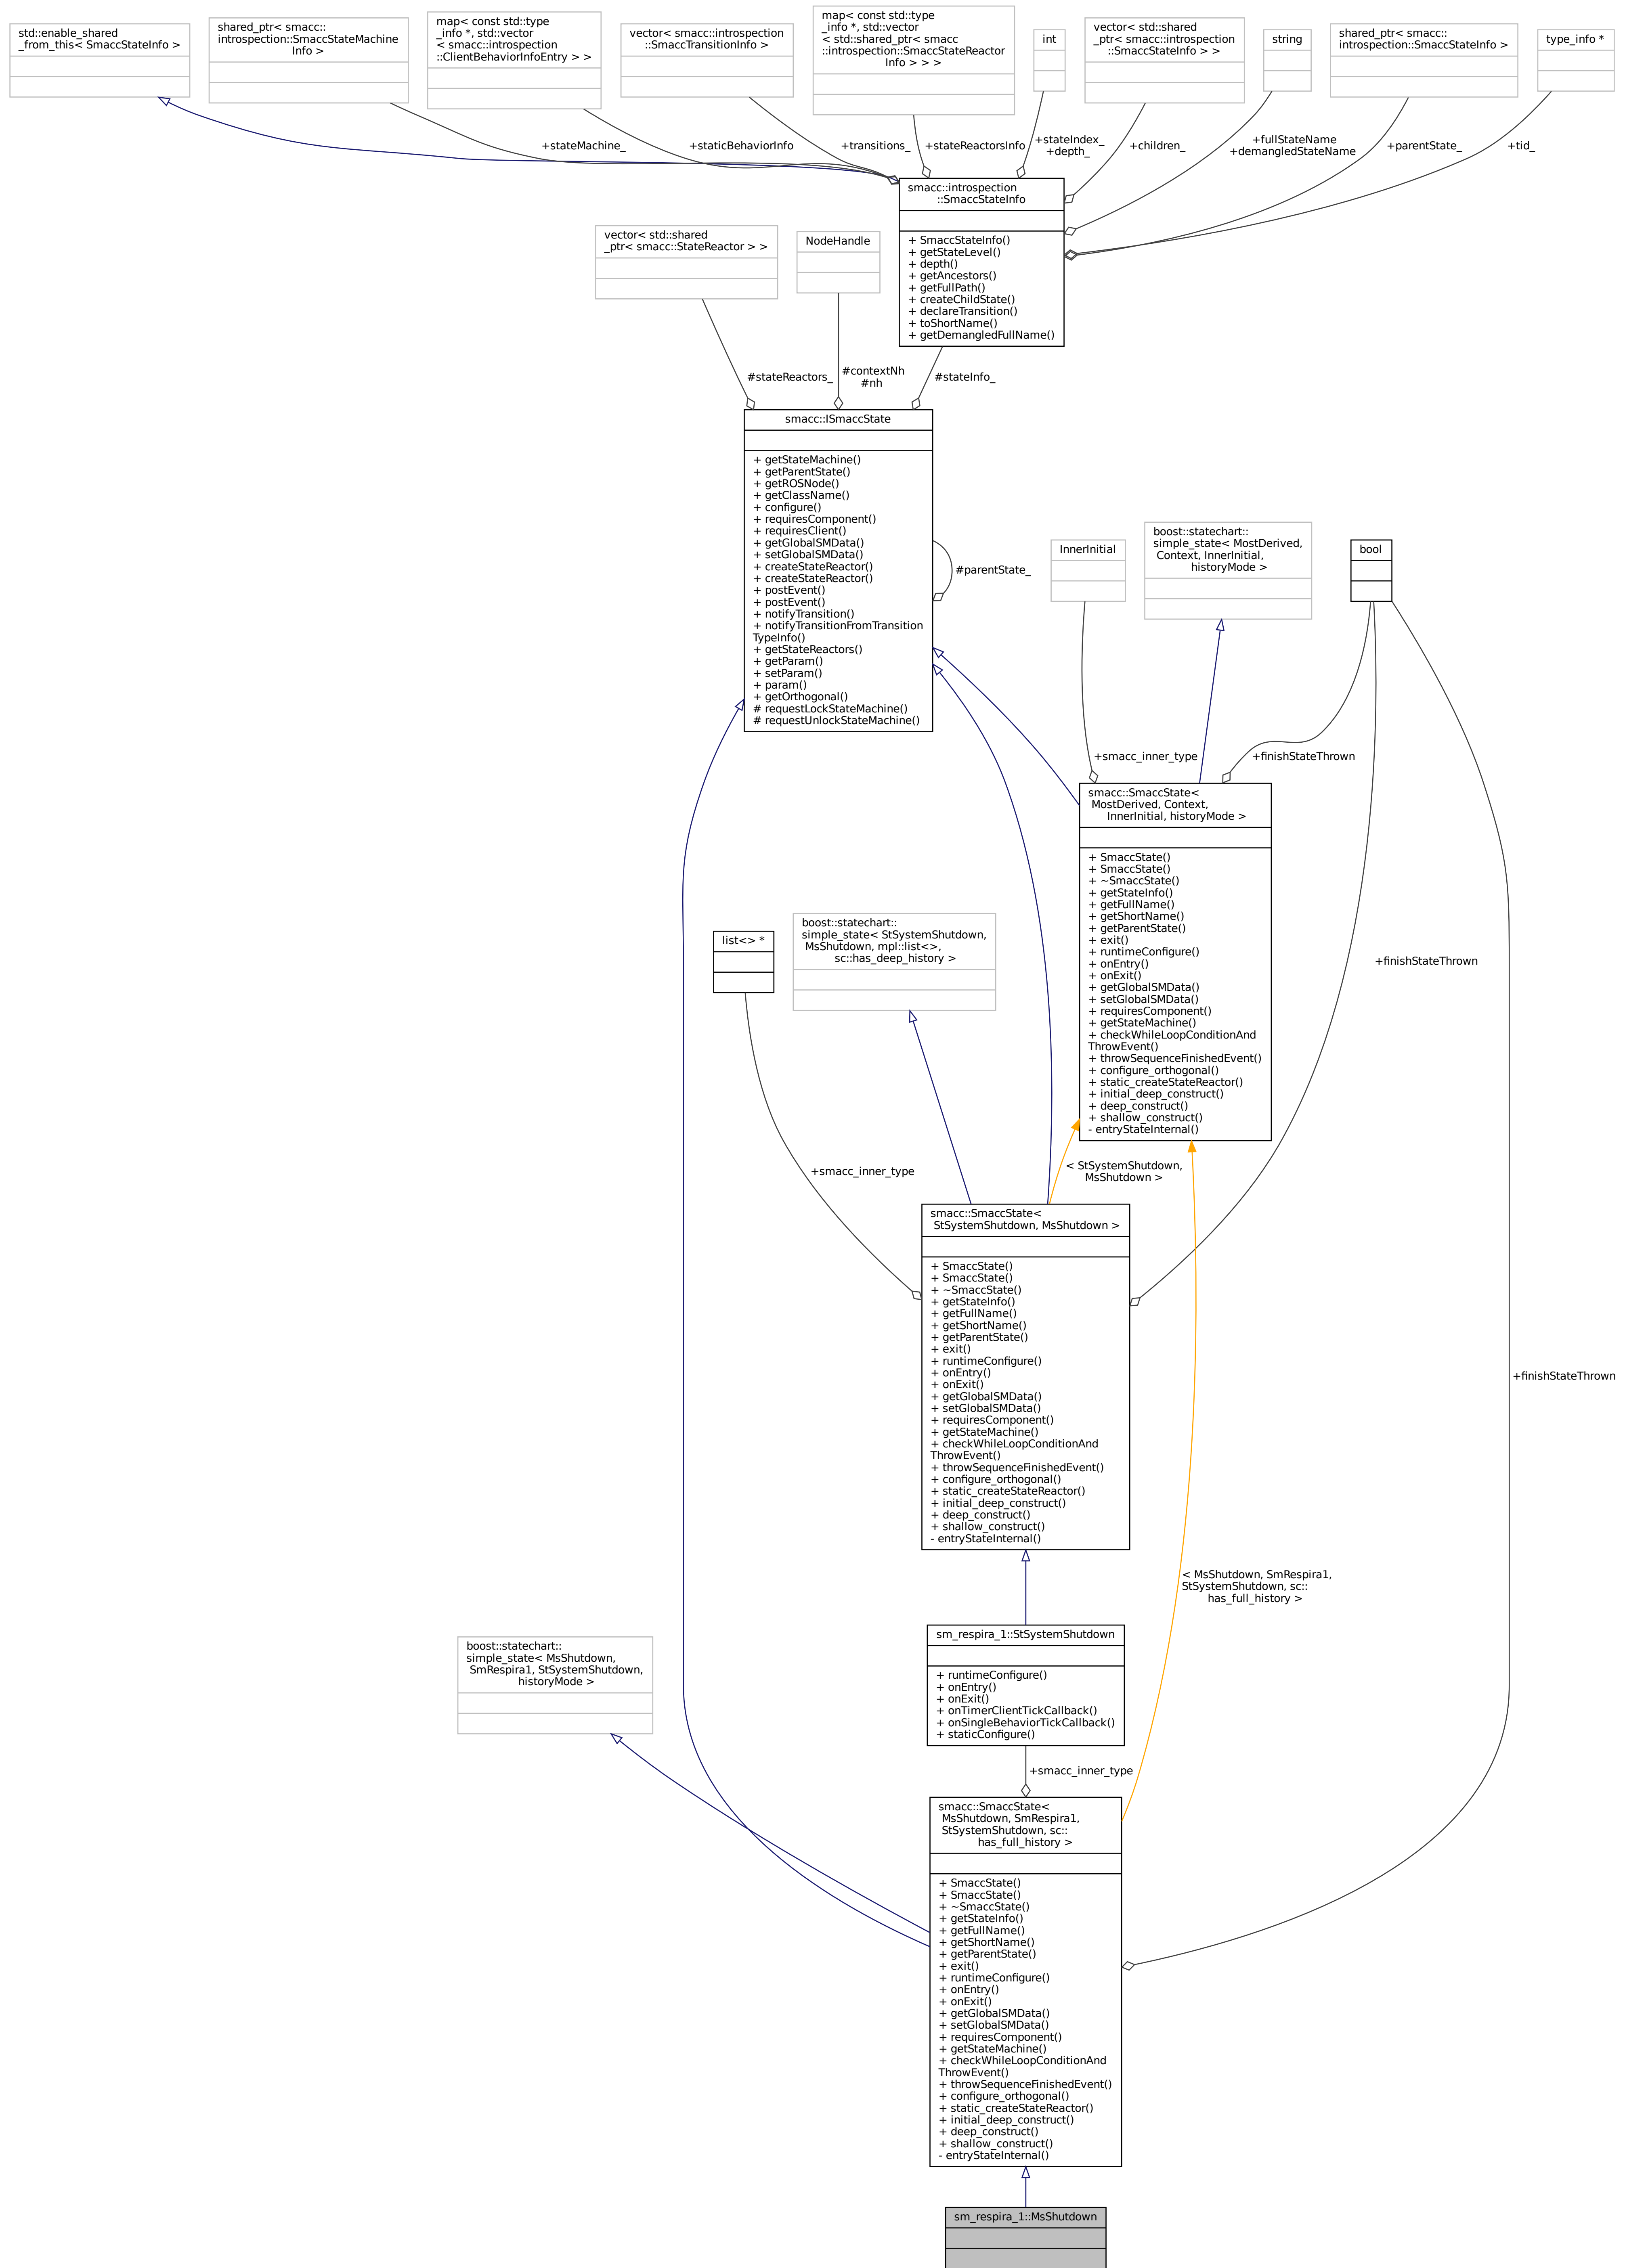 std::enable_shared
_from_this< SmaccStateInfo >
shared_ptr< smacc::
introspection::SmaccStateMachine
Info >
map< const std::type
_info *, std::vector
< smacc::introspection
::ClientBehaviorInfoEntry > >
vector< smacc::introspection
::SmaccTransitionInfo >
map< const std::type
_info *, std::vector
< std::shared_ptr< smacc
::introspection::SmaccStateReactor
Info > > >
int
vector< std::shared
_ptr< smacc::introspection
::SmaccStateInfo > >
string
shared_ptr< smacc::
introspection::SmaccStateInfo >
type_info *
+stateMachine_
+staticBehaviorInfo
+transitions_
+stateReactorsInfo
+stateIndex_
+depth_
+children_
+fullStateName
+demangledStateName
+parentState_
+tid_
smacc::introspection
::SmaccStateInfo
+ SmaccStateInfo()
+ getStateLevel()
+ depth()
+ getAncestors()
+ getFullPath()
+ createChildState()
+ declareTransition()
+ toShortName()
+ getDemangledFullName()
vector< std::shared
_ptr< smacc::StateReactor > >
NodeHandle
#stateReactors_
#contextNh
#nh
#stateInfo_
smacc::ISmaccState
+ getStateMachine()
+ getParentState()
+ getROSNode()
+ getClassName()
+ configure()
+ requiresComponent()
+ requiresClient()
+ getGlobalSMData()
+ setGlobalSMData()
+ createStateReactor()
+ createStateReactor()
+ postEvent()
+ postEvent()
+ notifyTransition()
+ notifyTransitionFromTransition
TypeInfo()
+ getStateReactors()
+ getParam()
+ setParam()
+ param()
+ getOrthogonal()
# requestLockStateMachine()
# requestUnlockStateMachine()
#parentState_
InnerInitial
boost::statechart::
simple_state< MostDerived,
Context, InnerInitial,
historyMode >
bool
+smacc_inner_type
+finishStateThrown
smacc::SmaccState<
MostDerived, Context,
InnerInitial, historyMode >
+ SmaccState()
+ SmaccState()
+ ~SmaccState()
+ getStateInfo()
+ getFullName()
+ getShortName()
+ getParentState()
+ exit()
+ runtimeConfigure()
+ onEntry()
+ onExit()
+ getGlobalSMData()
+ setGlobalSMData()
+ requiresComponent()
+ getStateMachine()
+ checkWhileLoopConditionAnd
ThrowEvent()
+ throwSequenceFinishedEvent()
+ configure_orthogonal()
+ static_createStateReactor()
+ initial_deep_construct()
+ deep_construct()
+ shallow_construct()
- entryStateInternal()
list<> *
boost::statechart::
simple_state< StSystemShutdown,
MsShutdown, mpl::list<>,
sc::has_deep_history >
+finishStateThrown
+smacc_inner_type
< StSystemShutdown,
MsShutdown >
smacc::SmaccState<
StSystemShutdown, MsShutdown >
+ SmaccState()
+ SmaccState()
+ ~SmaccState()
+ getStateInfo()
+ getFullName()
+ getShortName()
+ getParentState()
+ exit()
+ runtimeConfigure()
+ onEntry()
+ onExit()
+ getGlobalSMData()
+ setGlobalSMData()
+ requiresComponent()
+ getStateMachine()
+ checkWhileLoopConditionAnd
ThrowEvent()
+ throwSequenceFinishedEvent()
+ configure_orthogonal()
+ static_createStateReactor()
+ initial_deep_construct()
+ deep_construct()
+ shallow_construct()
- entryStateInternal()
+finishStateThrown
< MsShutdown, SmRespira1,
StSystemShutdown, sc::
has_full_history >
sm_respira_1::StSystemShutdown
+ runtimeConfigure()
+ onEntry()
+ onExit()
+ onTimerClientTickCallback()
+ onSingleBehaviorTickCallback()
+ staticConfigure()
boost::statechart::
simple_state< MsShutdown,
SmRespira1, StSystemShutdown,
historyMode >
+smacc_inner_type
smacc::SmaccState<
MsShutdown, SmRespira1,
StSystemShutdown, sc::
has_full_history >
+ SmaccState()
+ SmaccState()
+ ~SmaccState()
+ getStateInfo()
+ getFullName()
+ getShortName()
+ getParentState()
+ exit()
+ runtimeConfigure()
+ onEntry()
+ onExit()
+ getGlobalSMData()
+ setGlobalSMData()
+ requiresComponent()
+ getStateMachine()
+ checkWhileLoopConditionAnd
ThrowEvent()
+ throwSequenceFinishedEvent()
+ configure_orthogonal()
+ static_createStateReactor()
+ initial_deep_construct()
+ deep_construct()
+ shallow_construct()
- entryStateInternal()
sm_respira_1::MsShutdown